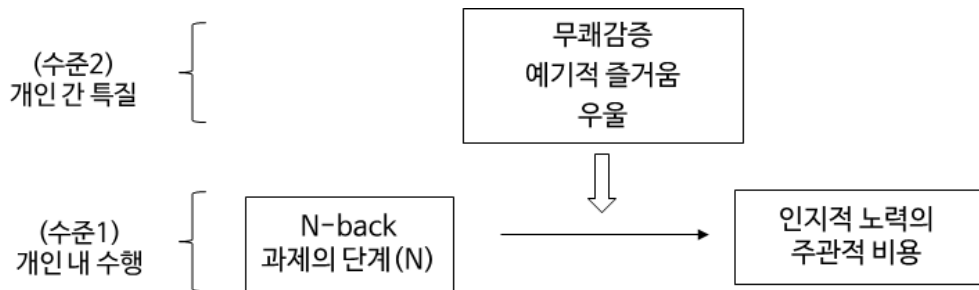 (수준2)
개인 간 특질
무쾌감증
예기적 즐거움
우울
(수준1)
개인 내 수행
N-back
과제의 단계(N)
인지적 노력의
주관적 비용